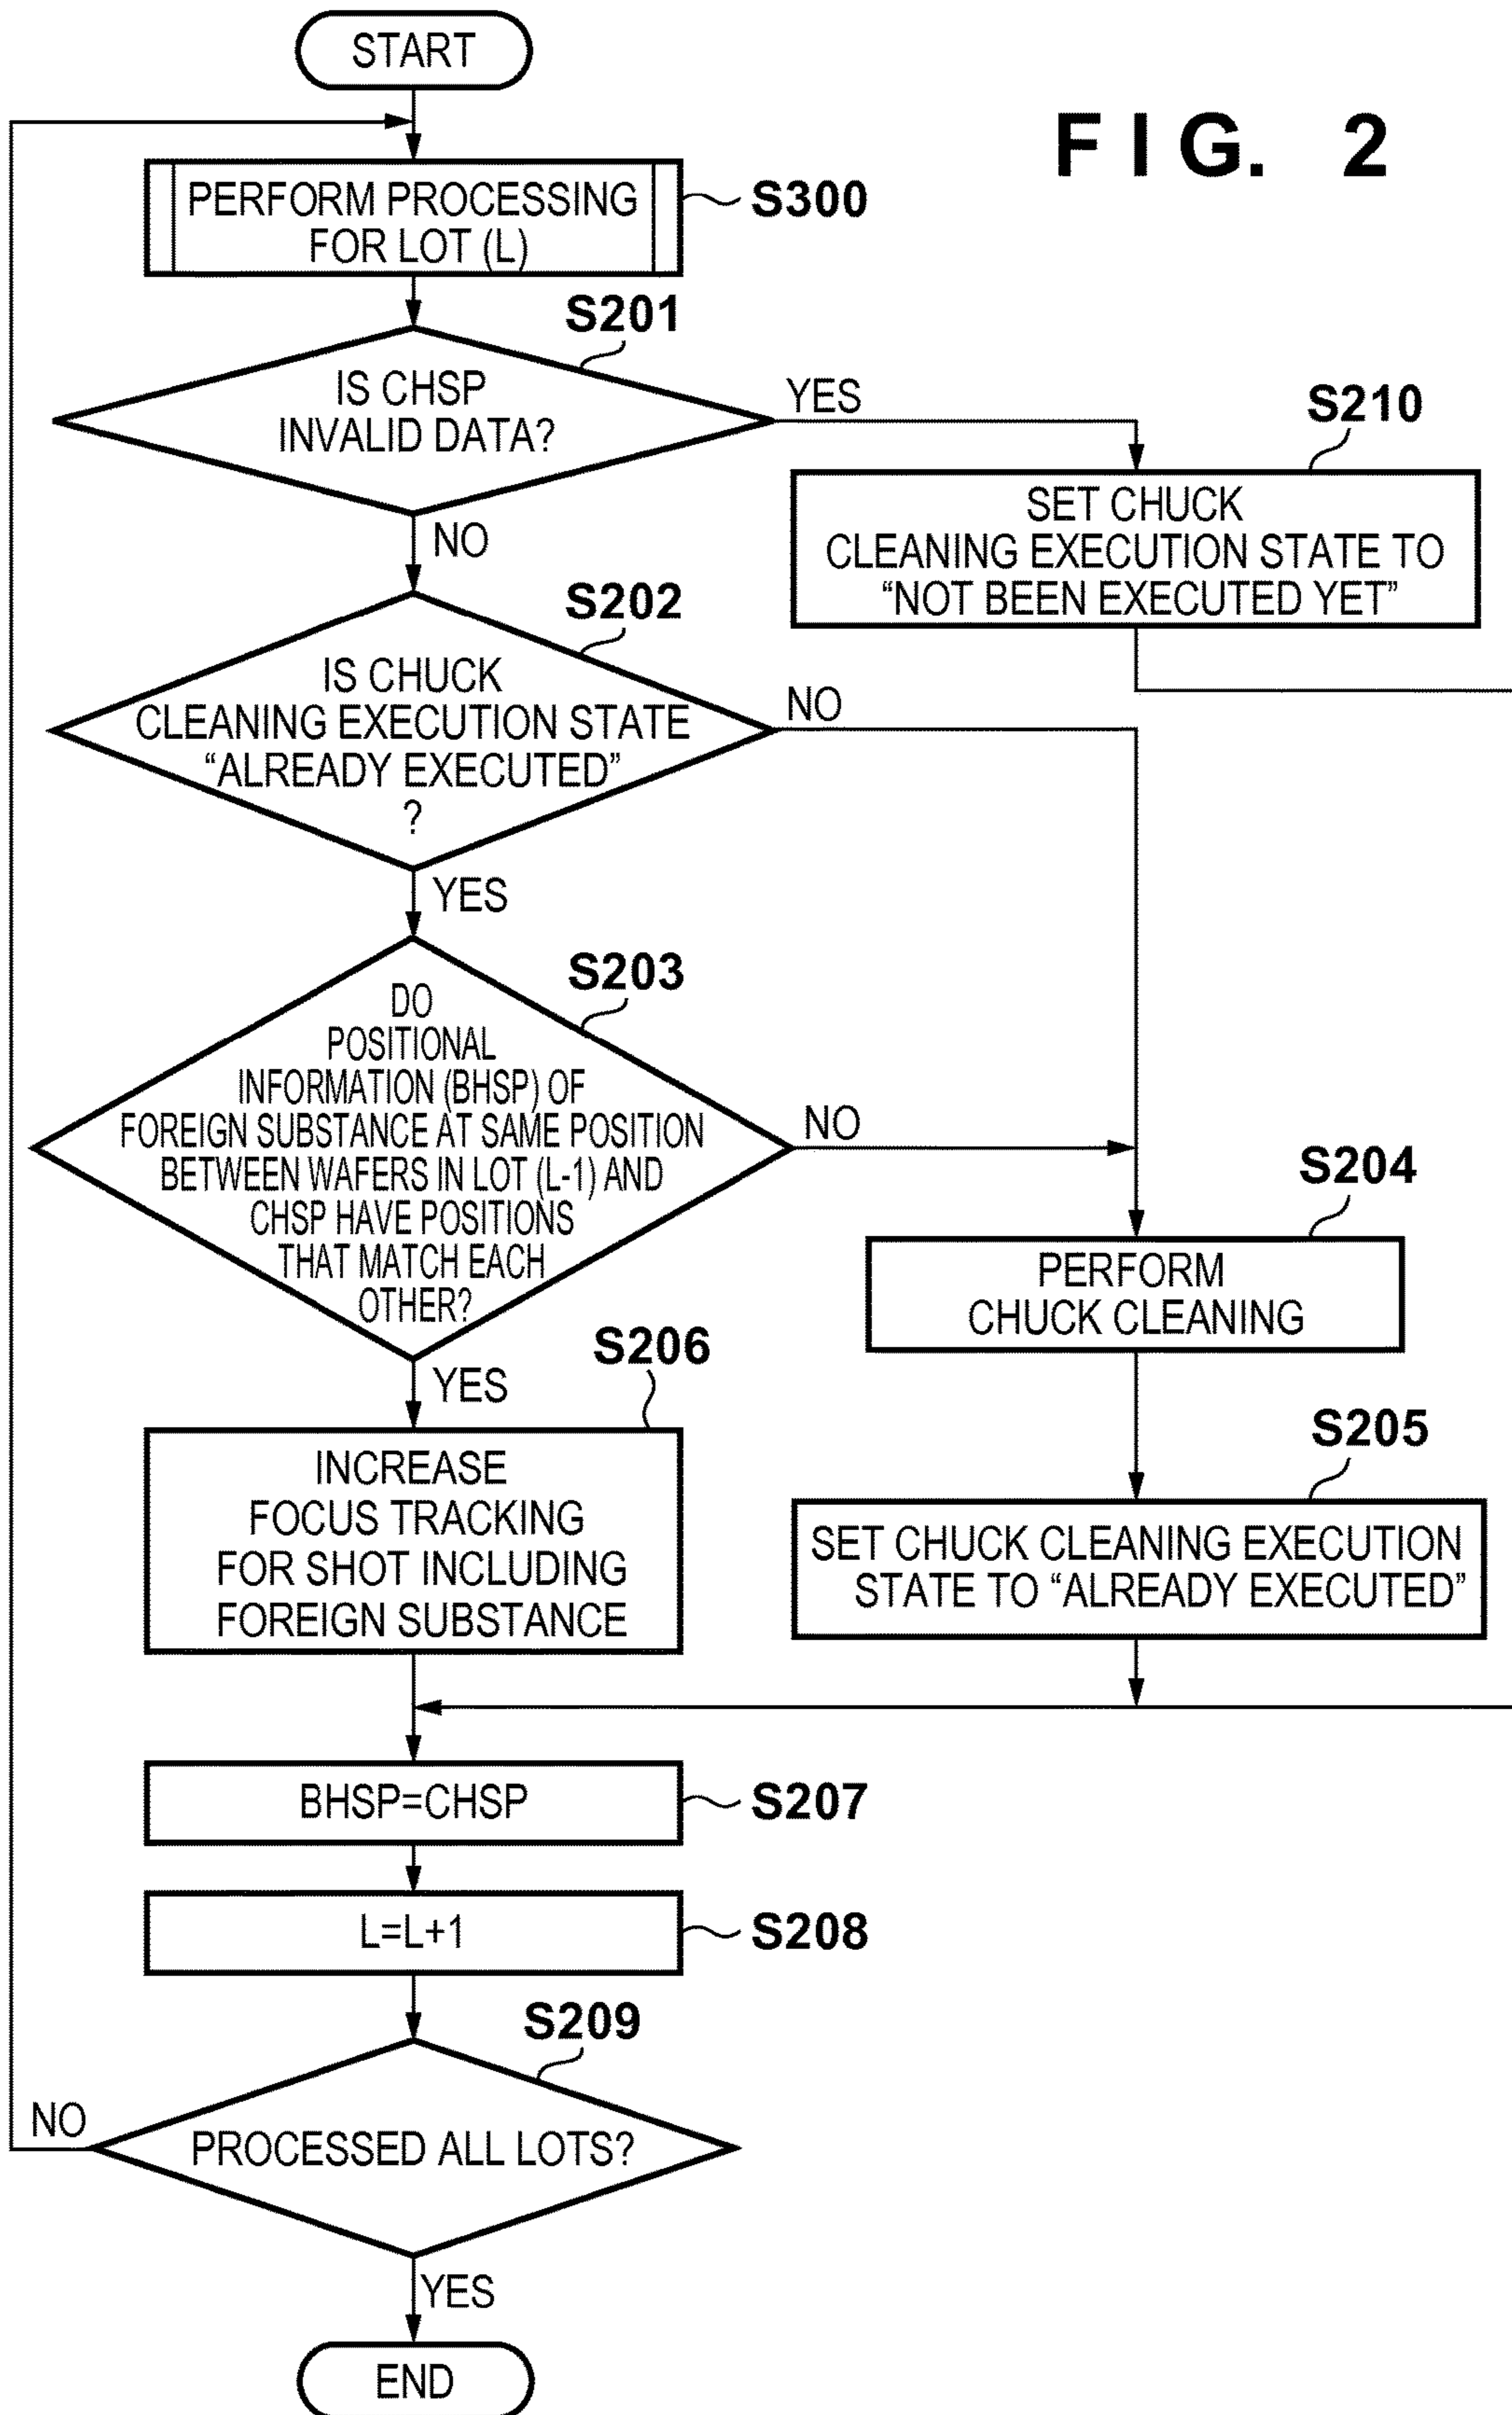 START
FIG. 2
PERFORM PROCESSING
FOR LOT (L)
S300
S201
IS CHSP
INVALID DATA?
YES
NO
S210
SET CHUCK
CLEANING EXECUTION STATE TO
“NOT BEEN EXECUTED YET”
S202
IS CHUCK
CLEANING EXECUTION STATE
“ALREADY EXECUTED”
?
NO
YES
S203
DO
POSITIONAL
INFORMATION (BHSP) OF
FOREIGN SUBSTANCE AT SAME POSITION
BETWEEN WAFERS IN LOT (L-1) AND
CHSP HAVE POSITIONS
THAT MATCH EACH
OTHER?
NO
YES
S204
PERFORM
CHUCK CLEANING
S205
SET CHUCK CLEANING EXECUTION
STATE TO “ALREADY EXECUTED”
S206
INCREASE
FOCUS TRACKING
FOR SHOT INCLUDING
FOREIGN SUBSTANCE
BHSP=CHSP
S207
L=L+1
S208
S209
PROCESSED ALL LOTS?
NO
YES
END